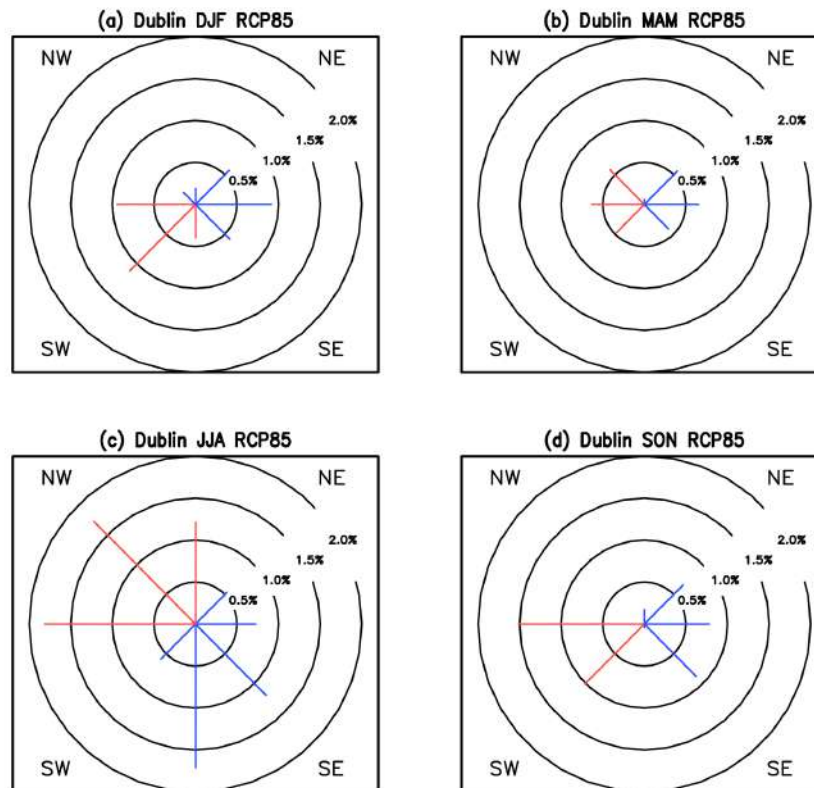 (a) Dublin DJF RCP85
NW NE
2.0%
1.5%
1.0%
0.5%
SW SE
(b) Dublin MAM RCP85
NW NE
2.0%
1.5%
1.0%
0.5%
SW SE
(c) Dublin JJA RCP85
NW NE
2.0%
1.5%
1.0%
0.5%
SW SE
(d) Dublin SON RCP85
NW NE
2.0%
1.5%
1.0%
0.5%
SW SE